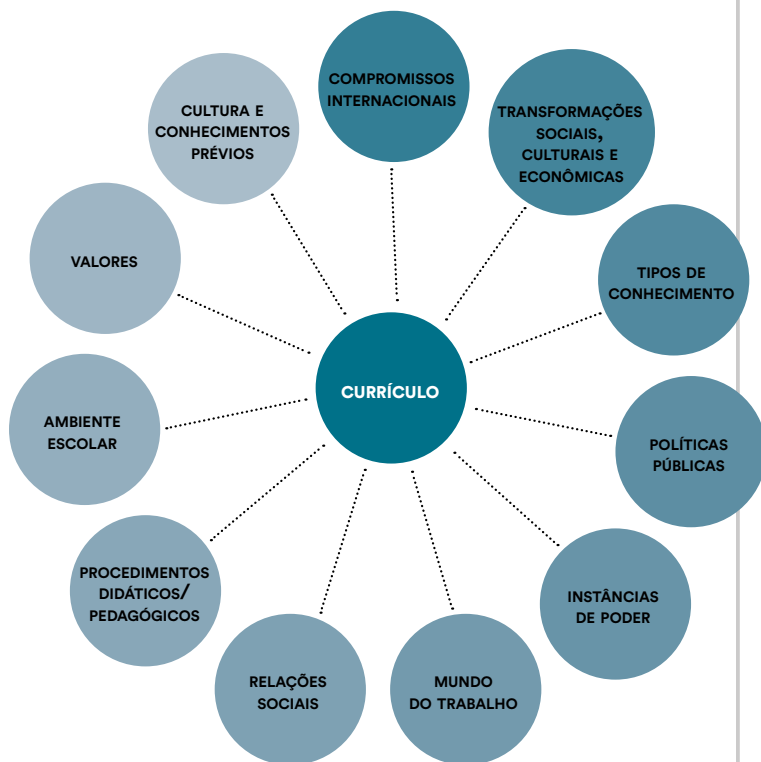 COMPROMISSOS
INTERNACIONAIS
TRANSFORMAÇÕES
SOCIAIS,
CULTURAIS E
ECONÔMICAS
TIPOS DE
CONHECIMENTO
POLÍTICAS
PÚBLICAS
INSTÂNCIAS
DE PODER
MUNDO
DO TRABALHO
RELAÇÕES
SOCIAIS
PROCEDIMENTOS
DIDÁTICOS/
PEDAGÓGICOS
AMBIENTE
ESCOLAR
VALORES
CULTURA E
CONHECIMENTOS
PRÉVIOS
CURRÍCULO